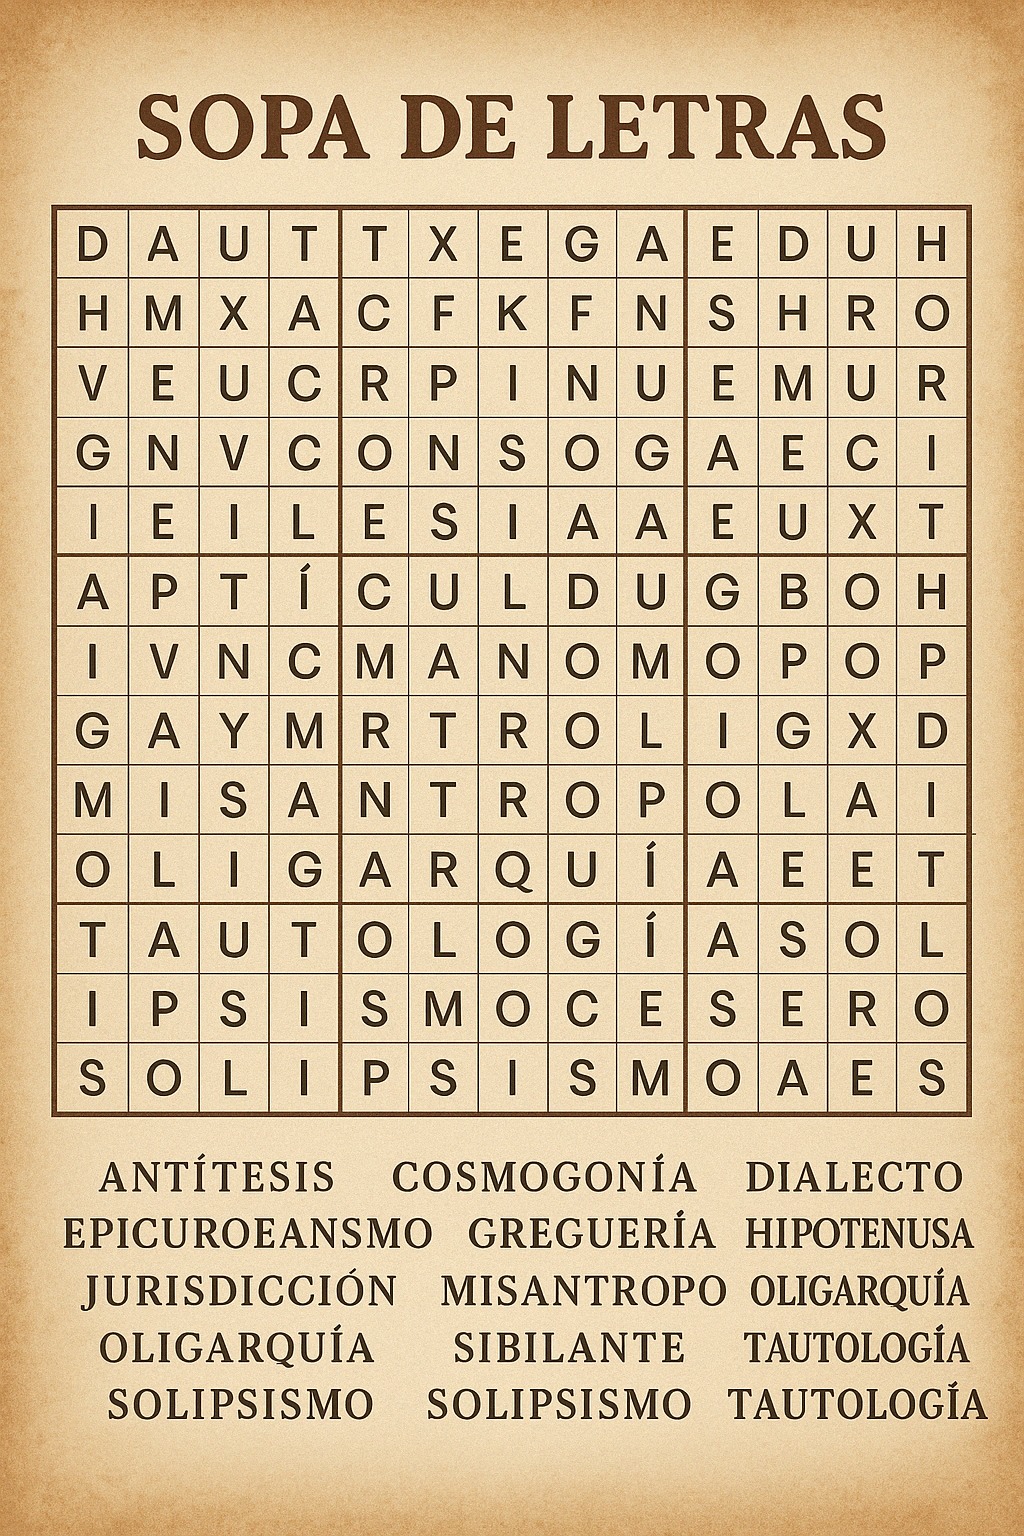 SOPA DE LETRAS
D A U T T X E G A E D U H
H M X A C F K F N S H R O
V E U C R P I N U E M U R
G N V C O N S O G A E C I
I E I L E S I A A E U X T
A P T Í C U L D U G B O H
I V N C M A N O M O P O P
G A Y M R T R O L I G X D
M I S A N T R O P O L A I
O L I G A R Q U Í A E E T
T A U T O L O G Í A S O L
I P S I S M O C E S E R O
S O L I P S I S M O A E S
ANTÍTESIS COSMOGONÍA DIALECTO
EPICUROEANSMO GREGUERÍA HIPOTENUSA
JURISDICCIÓN MISANTROPO OLIGARQUÍA
OLIGARQUÍA SIBILANTE TAUTOLOGÍA
SOLIPSISMO SOLIPSISMO TAUTOLOGÍA